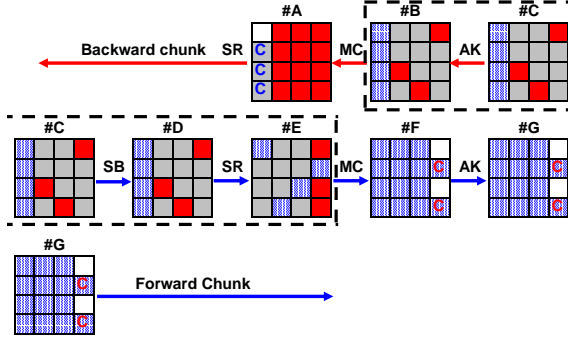 #A #B #C
Backward chunk SR MC AK
C
C
C
#C #D #E #F #G
SB SR MC AK
C C
C C
#G
C
Forward Chunk
C